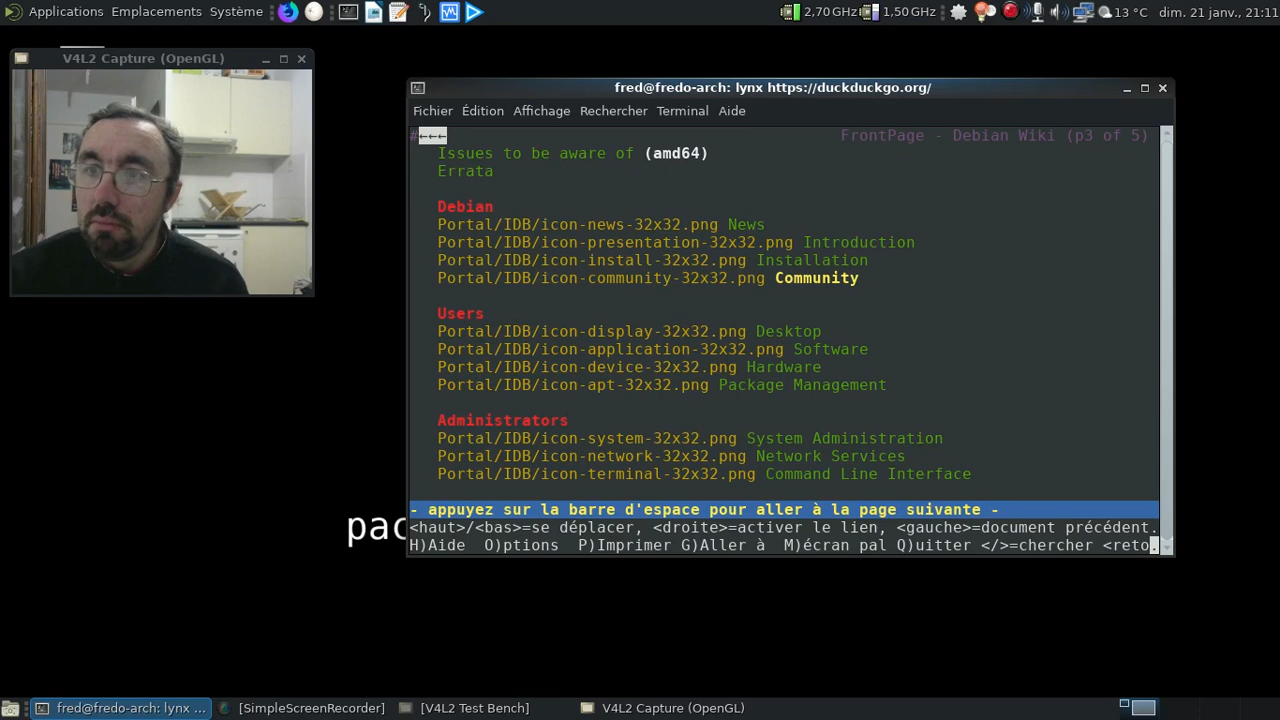 Applications Emplacements Système
2,70 GHz 1,50 GHz 13 °C dim. 21 janv., 21:11
V4L2 Capture (OpenGL)
fred@fredo-arch: lynx https://duckduckgo.org/
Fichier Édition Affichage Rechercher Terminal Aide
#←←← FrontPage - Debian Wiki (p3 of 5)
Issues to be aware of (amd64)
Errata
Debian
Portal/IDB/icon-news-32x32.png News
Portal/IDB/icon-presentation-32x32.png Introduction
Portal/IDB/icon-install-32x32.png Installation
Portal/IDB/icon-community-32x32.png Community
Users
Portal/IDB/icon-display-32x32.png Desktop
Portal/IDB/icon-application-32x32.png Software
Portal/IDB/icon-device-32x32.png Hardware
Portal/IDB/icon-apt-32x32.png Package Management
Administrators
Portal/IDB/icon-system-32x32.png System Administration
Portal/IDB/icon-network-32x32.png Network Services
Portal/IDB/icon-terminal-32x32.png Command Line Interface
- appuyez sur la barre d'espace pour aller à la page suivante -
<haut>/<bas>=se déplacer, <droite>=activer le lien, <gauche>=document précédent.
H)Aide O)ptions P)Imprimer G)Aller à M)écran pal Q)uitter </>=chercher <reto.
pac
fred@fredo-arch: lynx ... [SimpleScreenRecorder] [V4L2 Test Bench] V4L2 Capture (OpenGL)